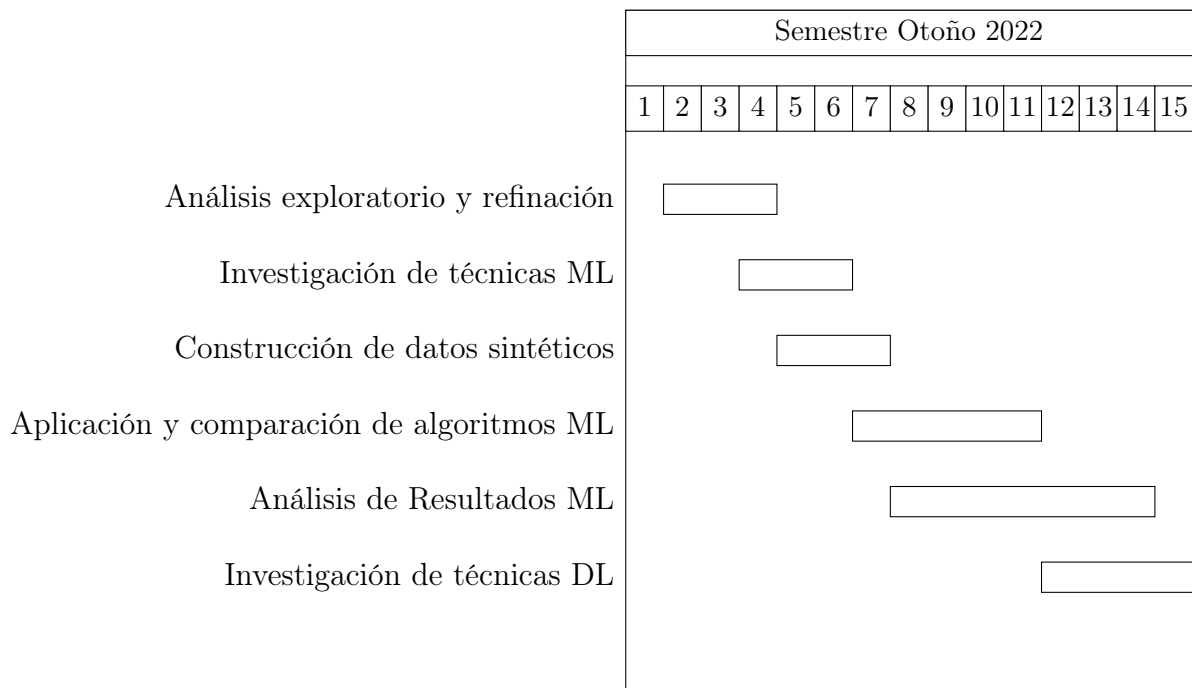 Semestre Otoño 2022
1 2 3 4 5 6 7 8 9 10 11 12 13 14 15
Análisis exploratorio y refinación
Investigación de técnicas ML
Construcción de datos sintéticos
Aplicación y comparación de algoritmos ML
Análisis de Resultados ML
Investigación de técnicas DL